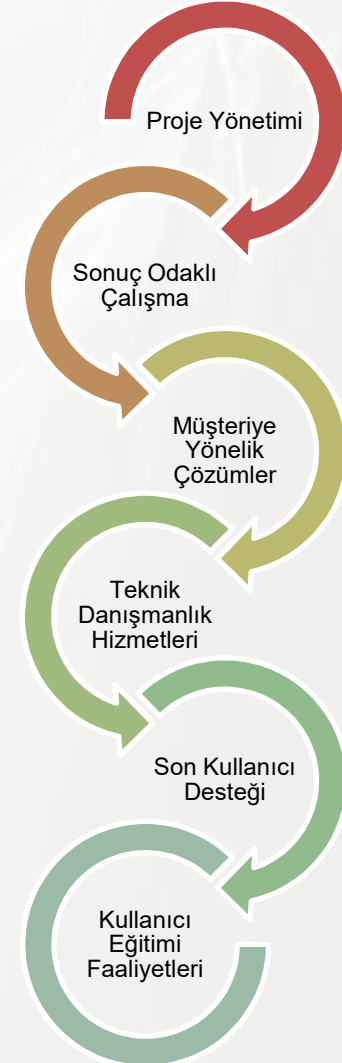 Proje Yönetimi
Sonuç Odaklı
Çalışma
Müşteriye
Yönelik
Çözümler
Teknik
Danışmanlık
Hizmetleri
Son Kullanıcı
Desteği
Kullanıcı
Eğitimi
Faaliyetleri